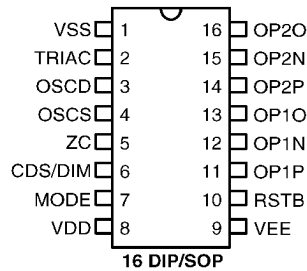 VSS 1 16 OP2O
TRIAC 2 15 OP2N
OSCD 3 14 OP2P
OSCS 4 13 OP1O
ZC 5 12 OP1N
CDS/DIM 6 11 OP1P
MODE 7 10 RSTB
VDD 8 9 VEE
16 DIP/SOP